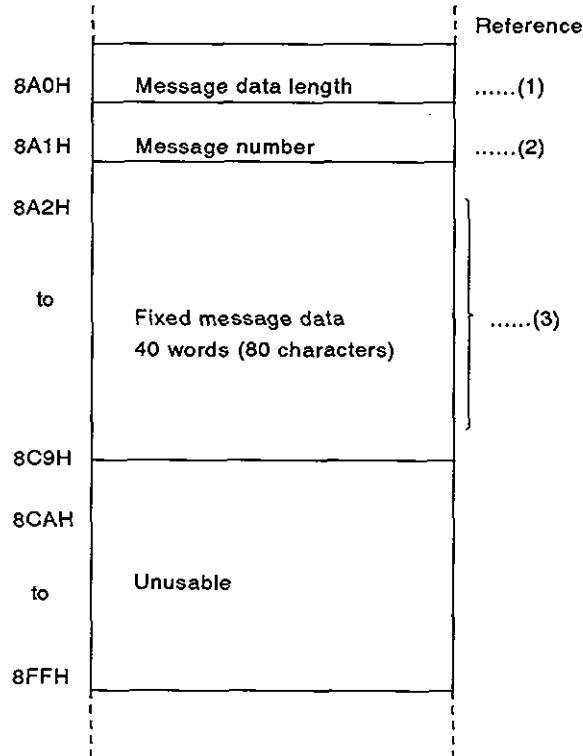 Reference
8A0H Message data length ......(1)
8A1H Message number ......(2)
8A2H
to
Fixed message data ......(3)
40 words (80 characters)
8C9H
8CAH
to Unusable
8FFH